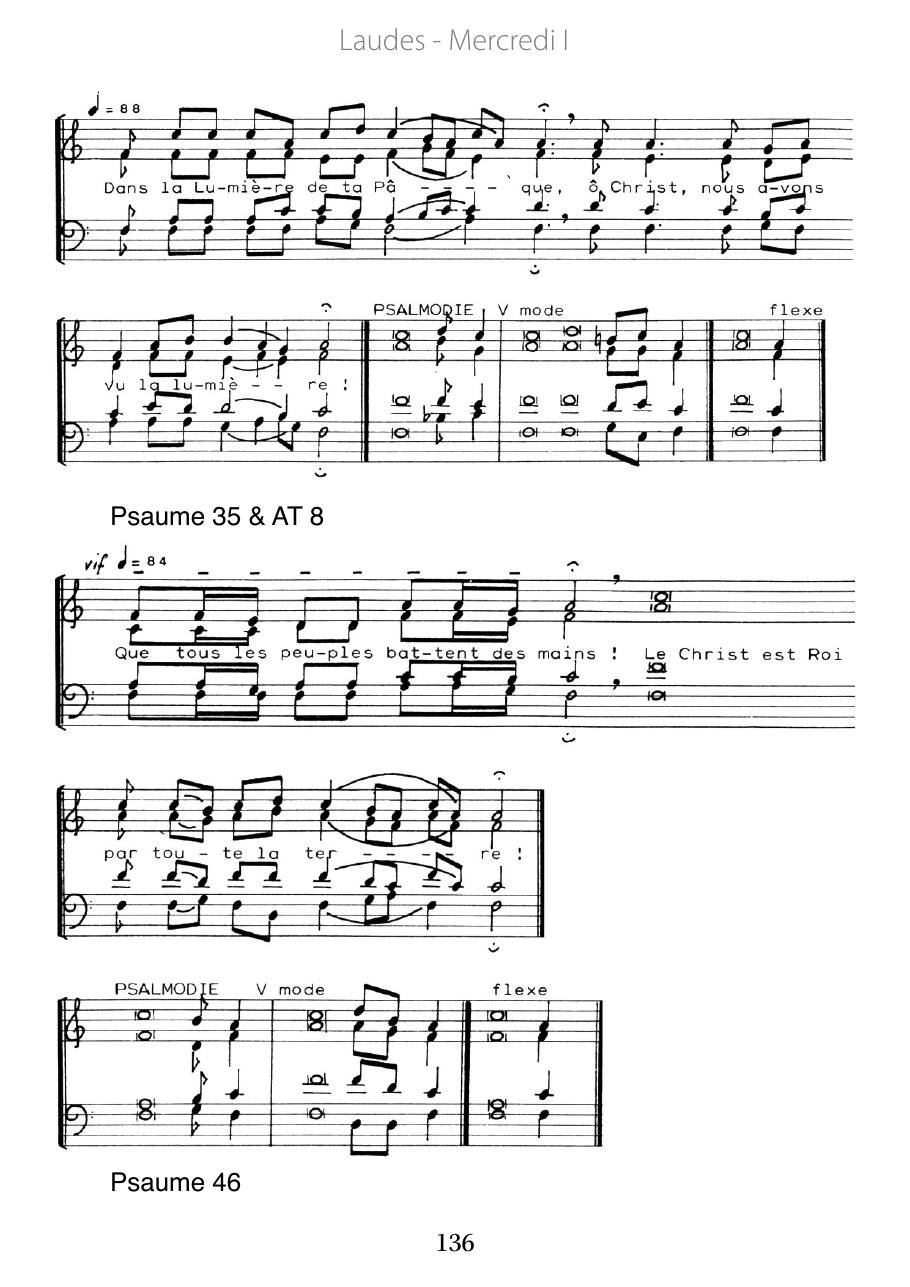 Laudes - Mercredi I
= 88
Dans la Lu-miè-re de ta Pâ - - - - que, ô Christ, nous a-vons
PSALMODIE V mode flexe
vu la lu-miè - - re !
Psaume 35 & AT 8
vif = 84
Que tous les peu-ples bat-tent des mains ! Le Christ est Roi
par tou - te la ter - - - - re !
PSALMODIE V mode flexe
Psaume 46
136